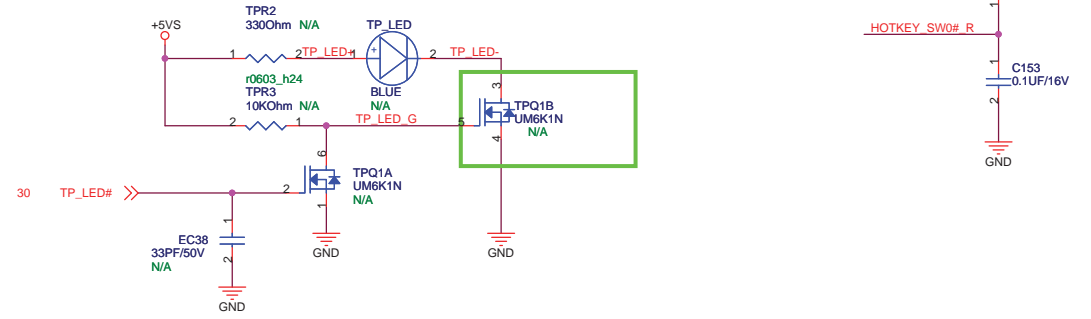 TPR2
+5VS
330Ohm N/A
TP_LED
HOTKEY_SW0#_R
1
1
2
TP_LED+
1
2
TP_LED-
r0603_h24
TPR3
10KOhm N/A
BLUE
N/A
3
TPQ1B
UM6K1N
N/A
1
C153
0.1UF/16V
2
2
1
TP_LED_G
5
4
6
TPQ1A
UM6K1N
N/A
GND
30
TP_LED#
2
1
1
EC38
33PF/50V
N/A
2
GND
GND
GND